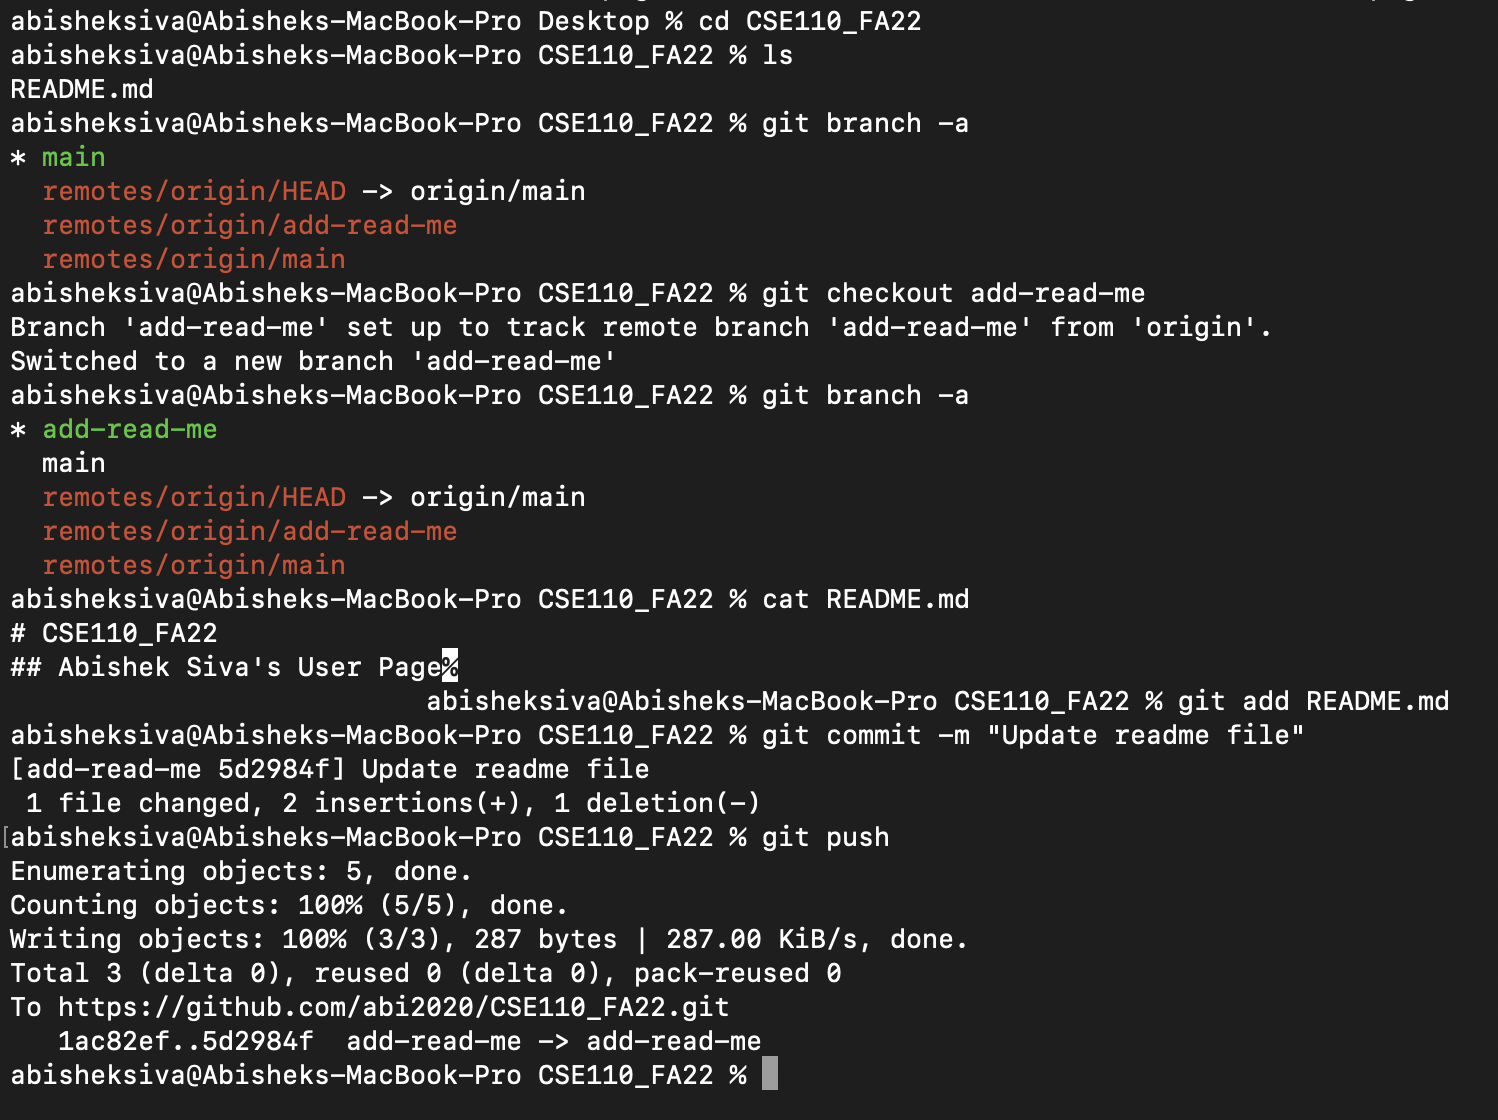 abisheksiva@Abisheks-MacBook-Pro Desktop % cd CSE110_FA22
abisheksiva@Abisheks-MacBook-Pro CSE110_FA22 % ls
README.md
abisheksiva@Abisheks-MacBook-Pro CSE110_FA22 % git branch -a
* main
  remotes/origin/HEAD -> origin/main
  remotes/origin/add-read-me
  remotes/origin/main
abisheksiva@Abisheks-MacBook-Pro CSE110_FA22 % git checkout add-read-me
Branch 'add-read-me' set up to track remote branch 'add-read-me' from 'origin'.
Switched to a new branch 'add-read-me'
abisheksiva@Abisheks-MacBook-Pro CSE110_FA22 % git branch -a
* add-read-me
  main
  remotes/origin/HEAD -> origin/main
  remotes/origin/add-read-me
  remotes/origin/main
abisheksiva@Abisheks-MacBook-Pro CSE110_FA22 % cat README.md
# CSE110_FA22
## Abishek Siva's User Page%
                          abisheksiva@Abisheks-MacBook-Pro CSE110_FA22 % git add README.md
abisheksiva@Abisheks-MacBook-Pro CSE110_FA22 % git commit -m "Update readme file"
[add-read-me 5d2984f] Update readme file
 1 file changed, 2 insertions(+), 1 deletion(-)
[abisheksiva@Abisheks-MacBook-Pro CSE110_FA22 % git push
Enumerating objects: 5, done.
Counting objects: 100% (5/5), done.
Writing objects: 100% (3/3), 287 bytes | 287.00 KiB/s, done.
Total 3 (delta 0), reused 0 (delta 0), pack-reused 0
To https://github.com/abi2020/CSE110_FA22.git
   1ac82ef..5d2984f  add-read-me -> add-read-me
abisheksiva@Abisheks-MacBook-Pro CSE110_FA22 %